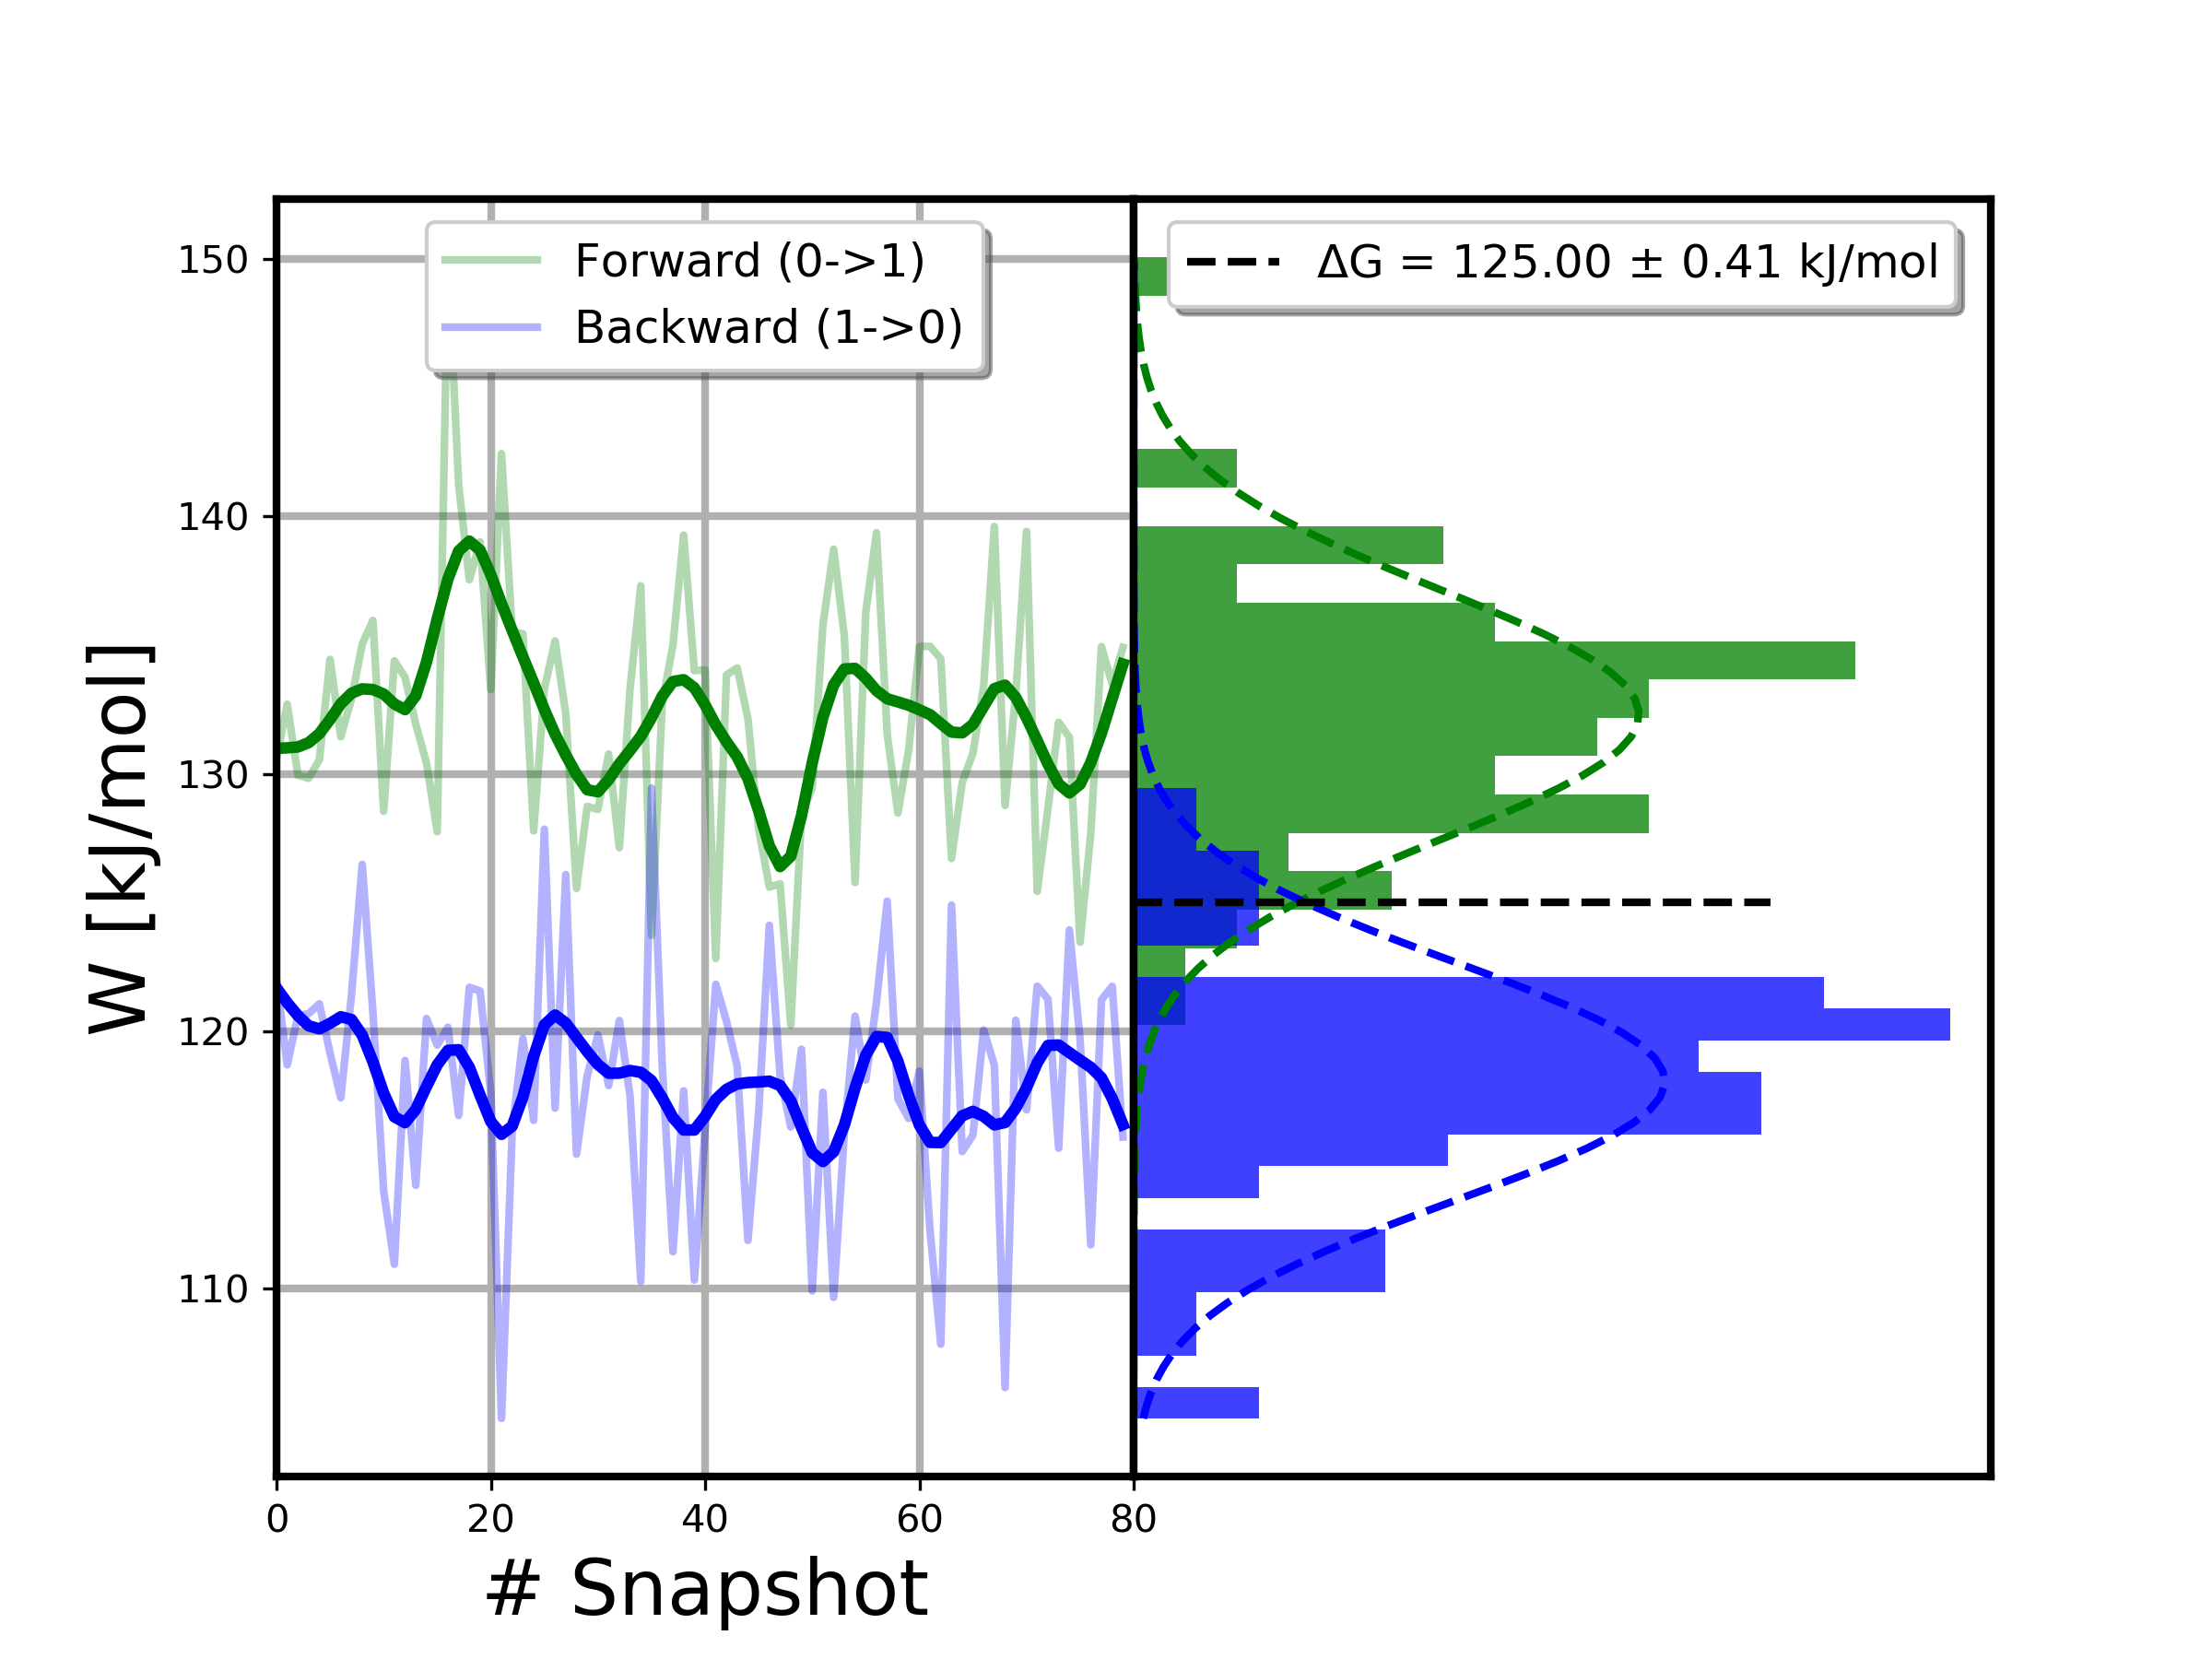 Forward (0->1)
Backward (1->0)
ΔG = 125.00 ± 0.41 kJ/mol
W [kJ/mol]
150
140
130
120
110
0
20
40
60
80
# Snapshot